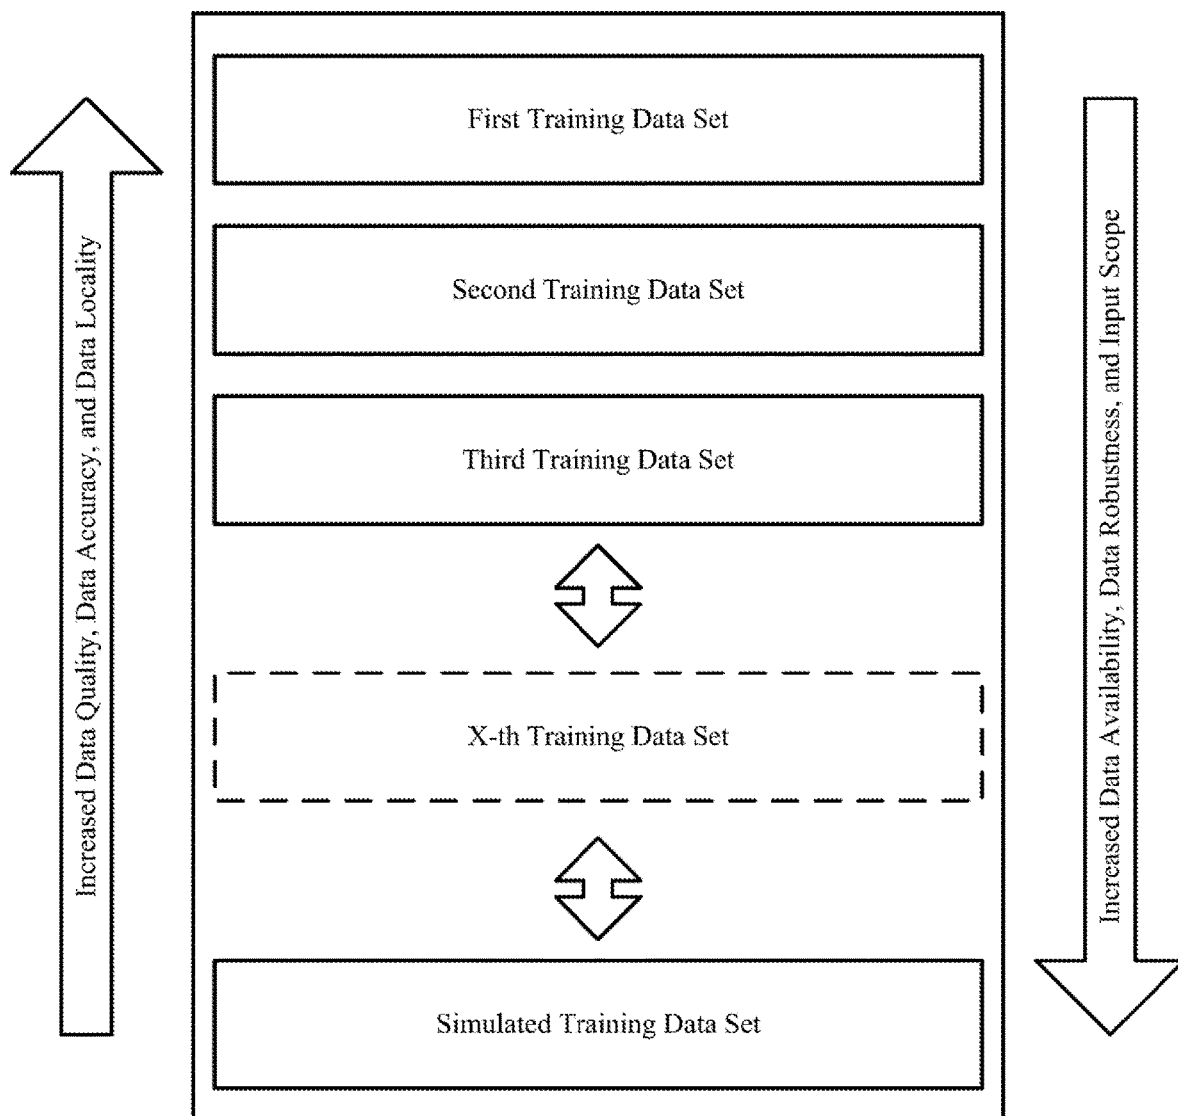 First Training Data Set
Second Training Data Set
Third Training Data Set
X-th Training Data Set
Simulated Training Data Set
Increased Data Quality, Data Accuracy, and Data Locality
Increased Data Availability, Data Robustness, and Input Scope